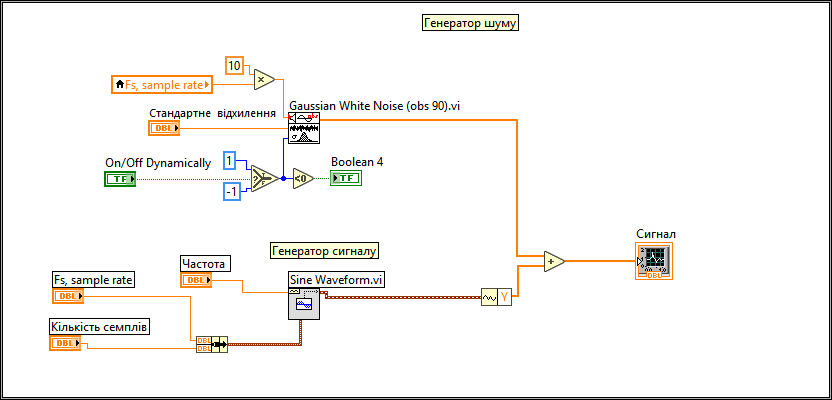 Генератор шуму
10
Fs, sample rate
×
Gaussian White Noise (obs 90).vi
Стандартне відхилення
DBL
On/Off Dynamically
TF
1
-1
?
T
F
<0
Boolean 4
TF
Сигнал
DBL
+
Генератор сигналу
Частота
DBL
Sine Waveform.vi
Y
Fs, sample rate
DBL
Кількість семплів
DBL
DBL
DBL